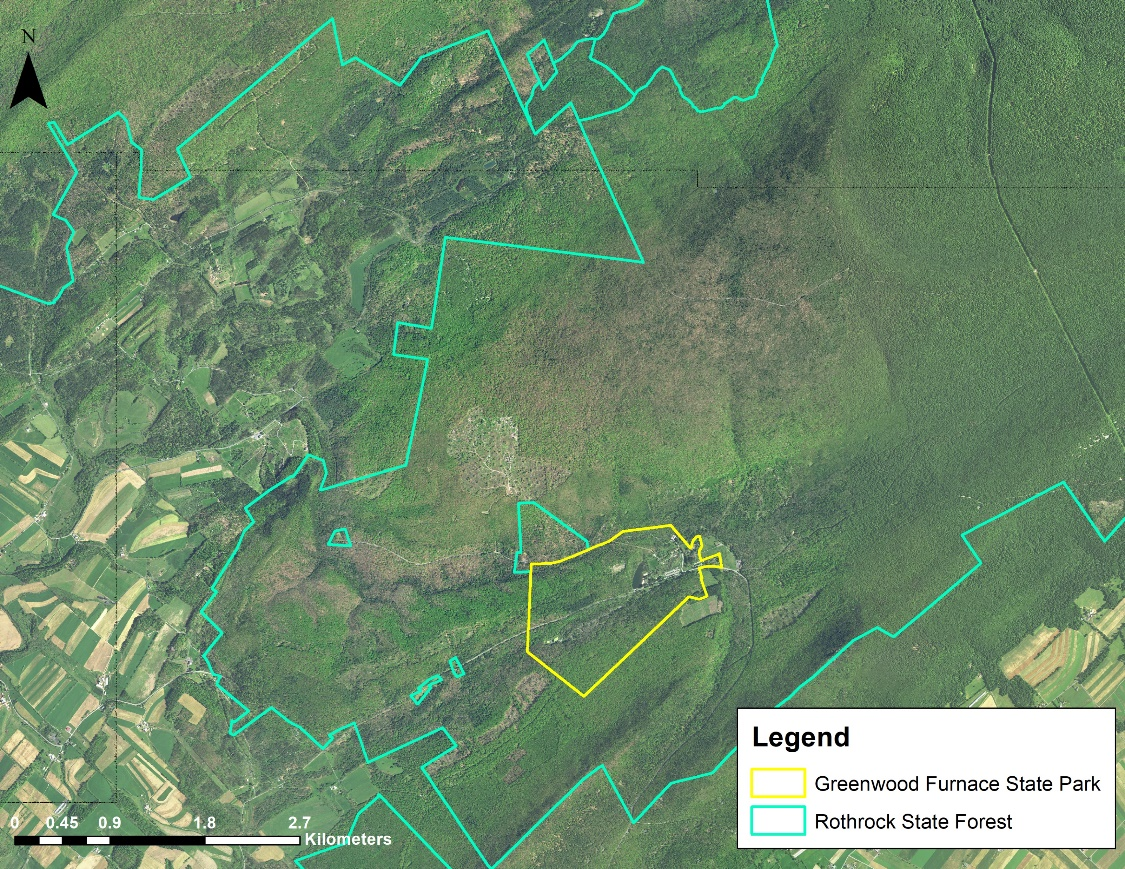 N
Legend
Greenwood Furnace State Park
Rothrock State Forest
0 0.45 0.9 1.8 2.7
Kilometers